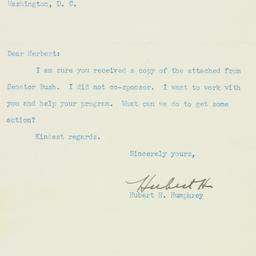 Washington, D. C.
Dear Herbert:
I am sure you received a copy of the attached from
Senator Bush. I did not co-sponsor. I want to work with
you and help your program. What can we do to get some
action?
Kindest regards.
Sincerely yours,
Hubert H
Hubert H. Humphrey